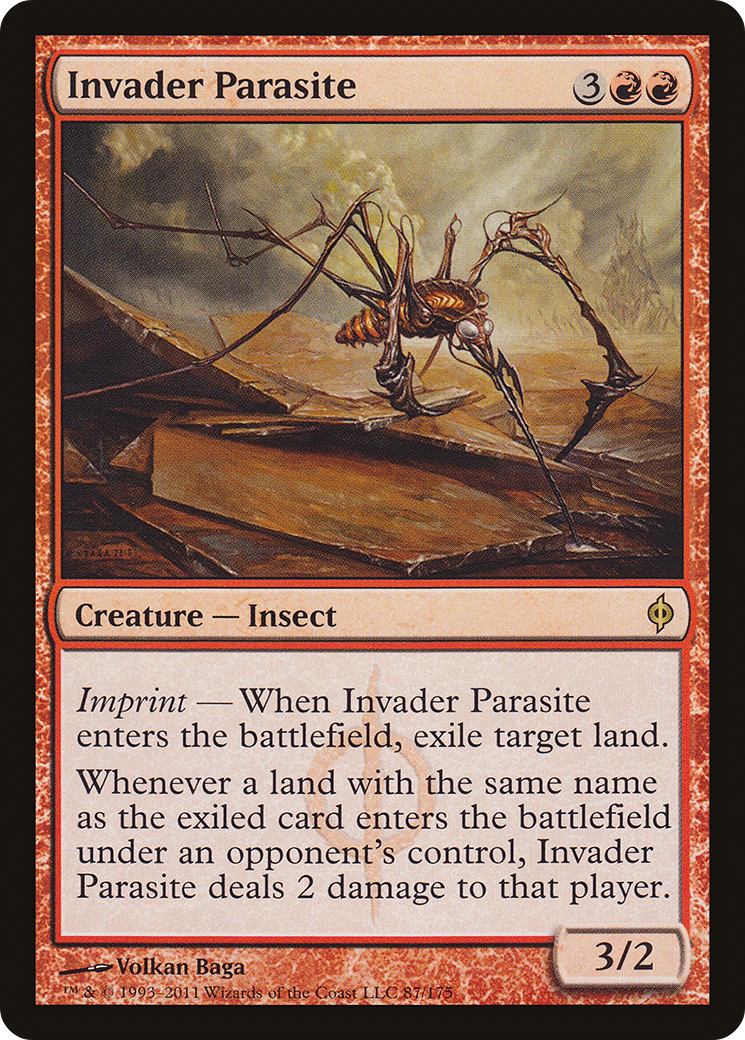 Invader Parasite 3
BAGA 2010
Creature — Insect
Imprint — When Invader Parasite
enters the battlefield, exile target land.
Whenever a land with the same name
as the exiled card enters the battlefield
under an opponent's control, Invader
Parasite deals 2 damage to that player.
3/2
Volkan Baga
™ & © 1993–2011 Wizards of the Coast LLC 87/175